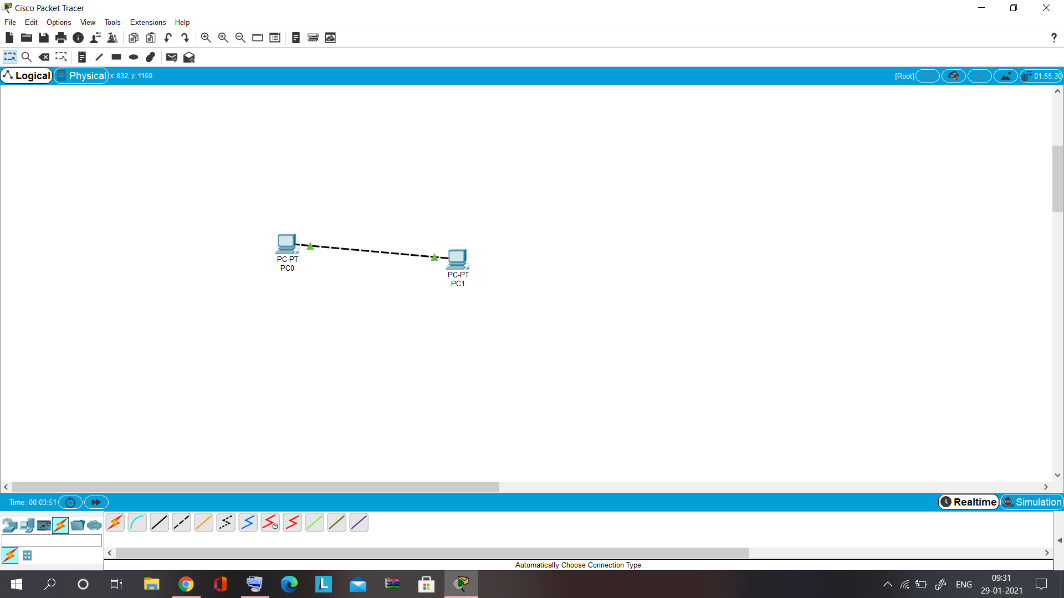 Cisco Packet Tracer
File Edit Options View Tools Extensions Help
?
Logical Physical x: 832, y: 1169 [Root] 01:55:30
PC-PT
PC0
PC-PT
PC1
Time: 00:03:51 Realtime Simulation
Automatically Choose Connection Type
L ENG 09:31
29-01-2021